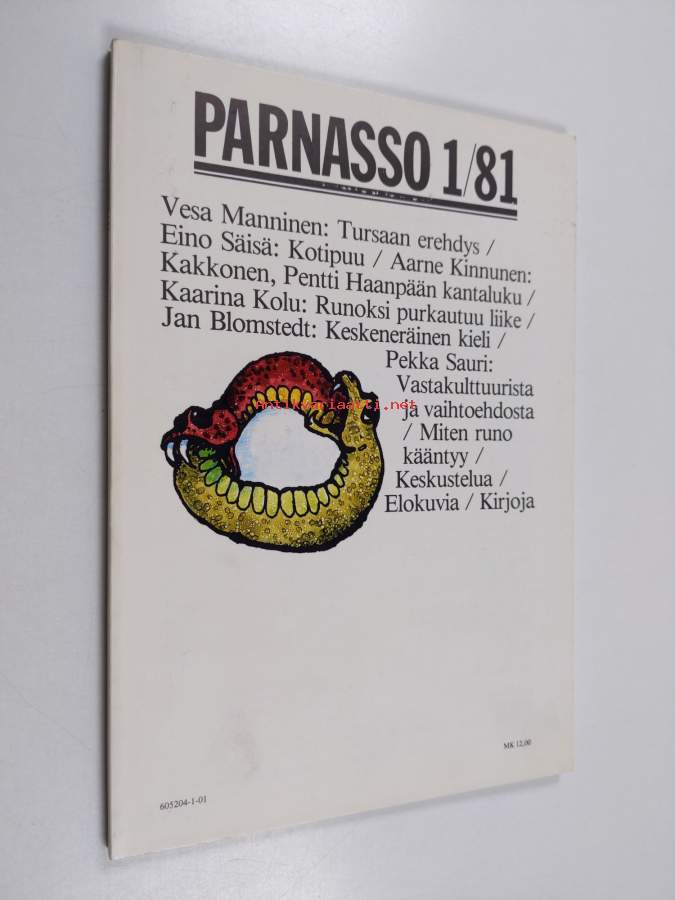 PARNASSO 1/81
Vesa Manninen: Tursaan erehdys /
Eino Säisä: Kotipuu / Aarne Kinnunen:
Kakkonen, Pentti Haanpään kantaluku /
Kaarina Kolu: Runoksi purkautuu liike /
Jan Blomstedt: Keskeneräinen kieli /
Pekka Sauri:
Vastakulttuurista
ja vaihtoehdosta
/ Miten runo
kääntyy /
Keskustelua /
Elokuvia / Kirjoja
Antikvariaatti.net
MK 12,00
605204-1-01